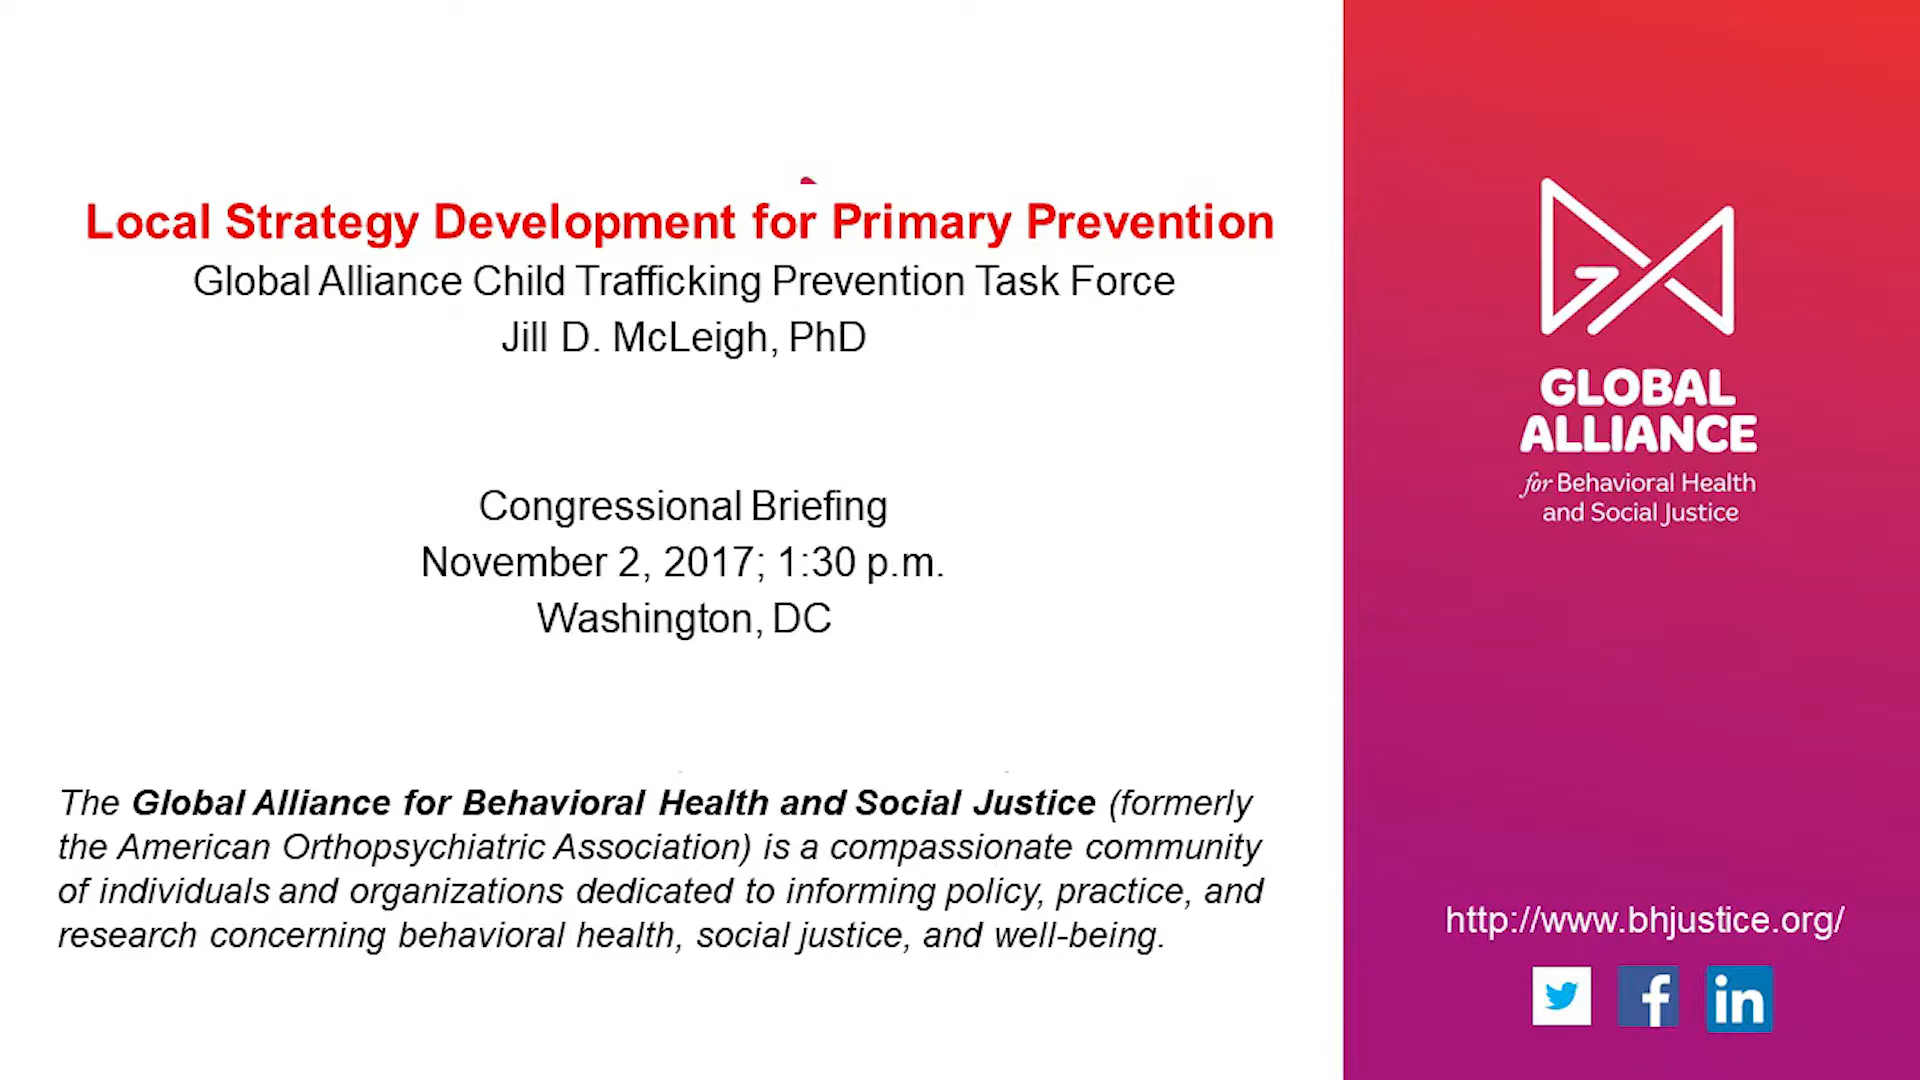 Local Strategy Development for Primary Prevention
Global Alliance Child Trafficking Prevention Task Force
Jill D. McLeigh, PhD
Congressional Briefing
November 2, 2017; 1:30 p.m.
Washington, DC
The Global Alliance for Behavioral Health and Social Justice (formerly
the American Orthopsychiatric Association) is a compassionate community
of individuals and organizations dedicated to informing policy, practice, and
research concerning behavioral health, social justice, and well-being.
GLOBAL
ALLIANCE
for Behavioral Health
and Social Justice
http://www.bhjustice.org/
f
in